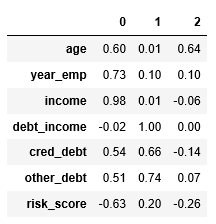 0 1 2
age 0.60 0.01 0.64
year_emp 0.73 0.10 0.10
income 0.98 0.01 -0.06
debt_income -0.02 1.00 0.00
cred_debt 0.54 0.66 -0.14
other_debt 0.51 0.74 0.07
risk_score -0.63 0.20 -0.26